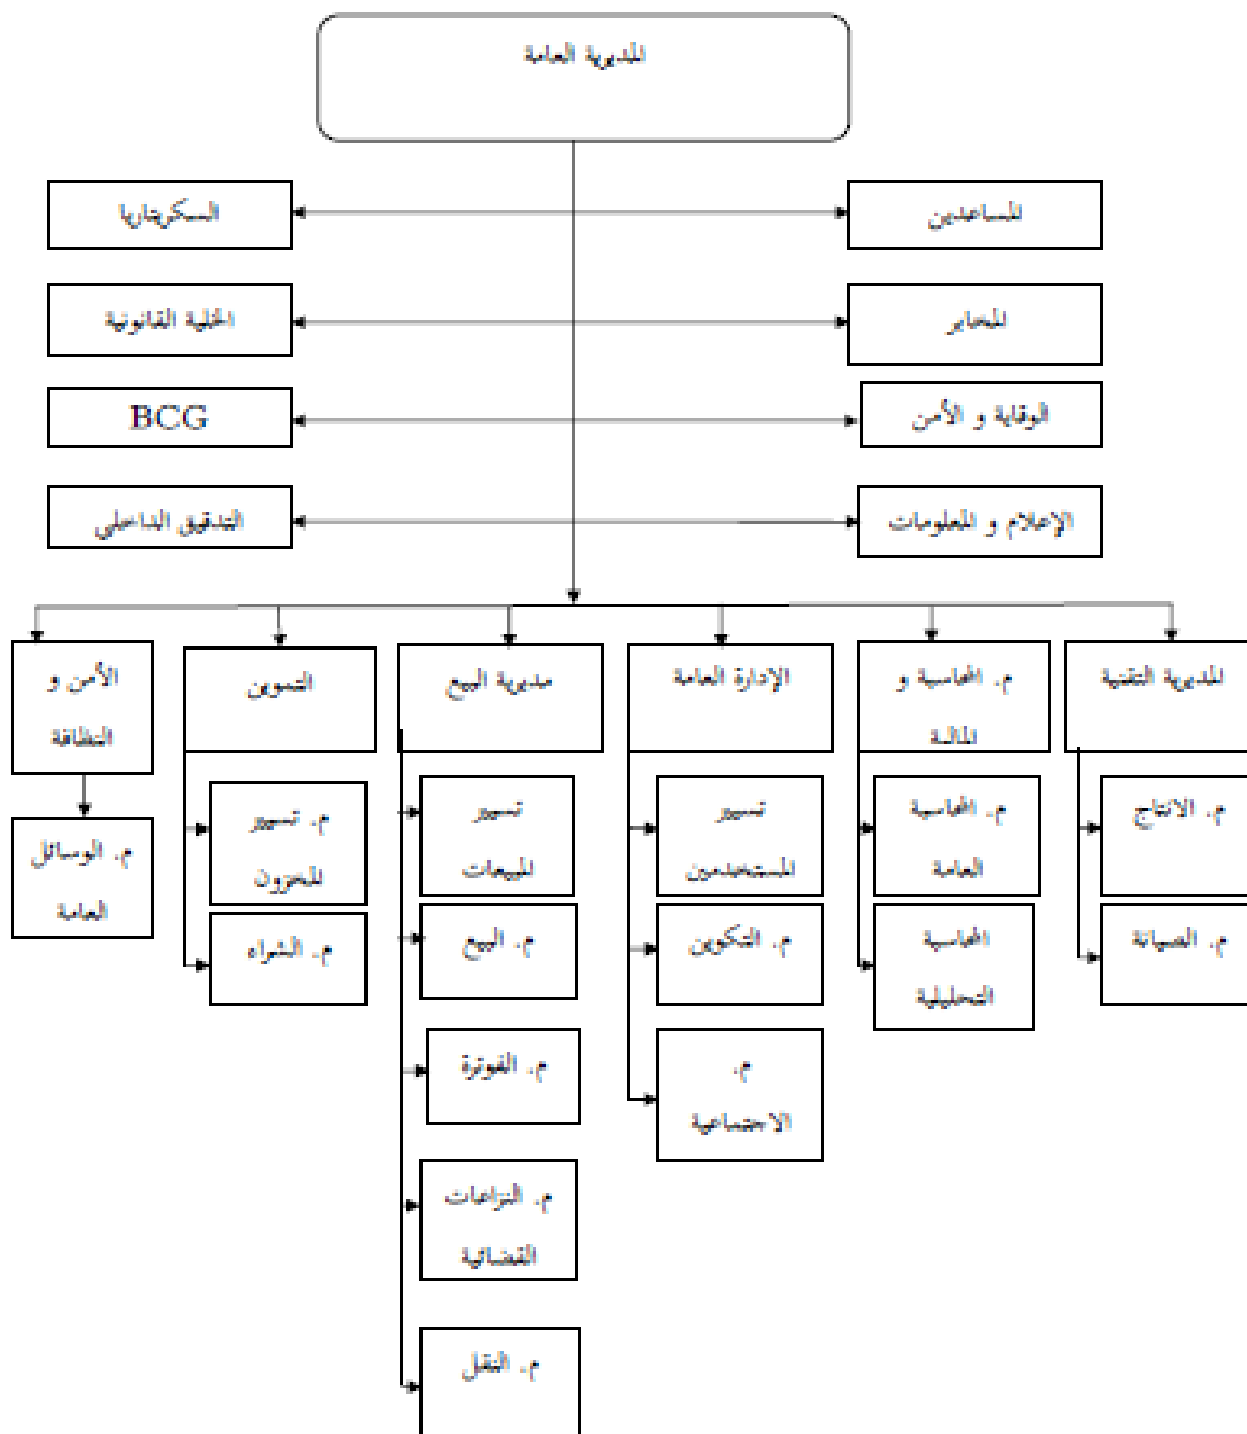 المديرية العامة
المساعدين
السكريتاريا
المخابر
الخلية القانونية
الوقاية و الأمن
BCG
الإعلام و المعلومات
التدقيق الداخلي
المديرية التقنية
م. المحاسبة و
المالية
الإدارة العامة
مديرية البيع
التموين
الأمن و
النظافة
م. الانتاج
م. الصيانة
م. المحاسبة
العامة
المحاسبة
التحليلية
تسيير
المستخدمين
م. التكوين
م.
الاجتماعية
تسيير
المبيعات
م. البيع
م. الفوترة
م. النزاعات
القضائية
م. النقل
م. تسيير
المخزون
م. الشراء
م. الوسائل
العامة